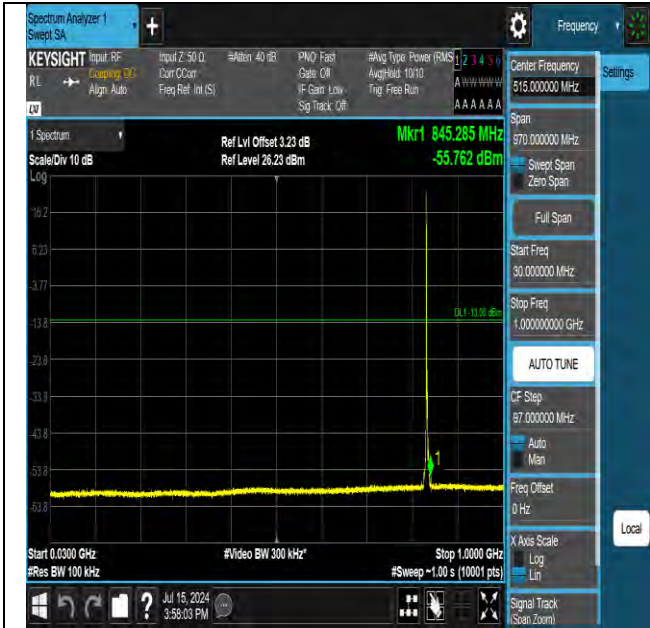 Spectrum Analyzer 1
Swept SA
+
Frequency
KEYSIGHT
Input: RF
Coupling: DC
Align: Auto
RL
LXI
Input Z: 50 Ω
Corr CCorr
Freq Ref: Int (S)
#Atten: 40 dB
PNO: Fast
Gate: Off
IF Gain: Low
Sig Track: Off
#Avg Type: Power (RMS
Avg|Hold: 10/10
Trig: Free Run
1 2 3 4 5 6
A W W W W W
A A A A A A
1 Spectrum
Scale/Div 10 dB
Log
Ref Lvl Offset 3.23 dB
Ref Level 26.23 dBm
Mkr1 845.285 MHz
-55.762 dBm
16.2
6.23
-3.77
-13.8
-23.8
-33.8
-43.8
-53.8
-63.8
DL1 -13.00 dBm
1
Start 0.0300 GHz
#Res BW 100 kHz
#Video BW 300 kHz*
Stop 1.0000 GHz
#Sweep ~1.00 s (10001 pts)
?
Jul 15, 2024
3:58:03 PM
Center Frequency
515.000000 MHz
Settings
Span
970.000000 MHz
Swept Span
Zero Span
Full Span
Start Freq
30.000000 MHz
Stop Freq
1.000000000 GHz
AUTO TUNE
CF Step
97.000000 MHz
Auto
Man
Freq Offset
0 Hz
X Axis Scale
Log
Lin
Local
Signal Track
(Span Zoom)